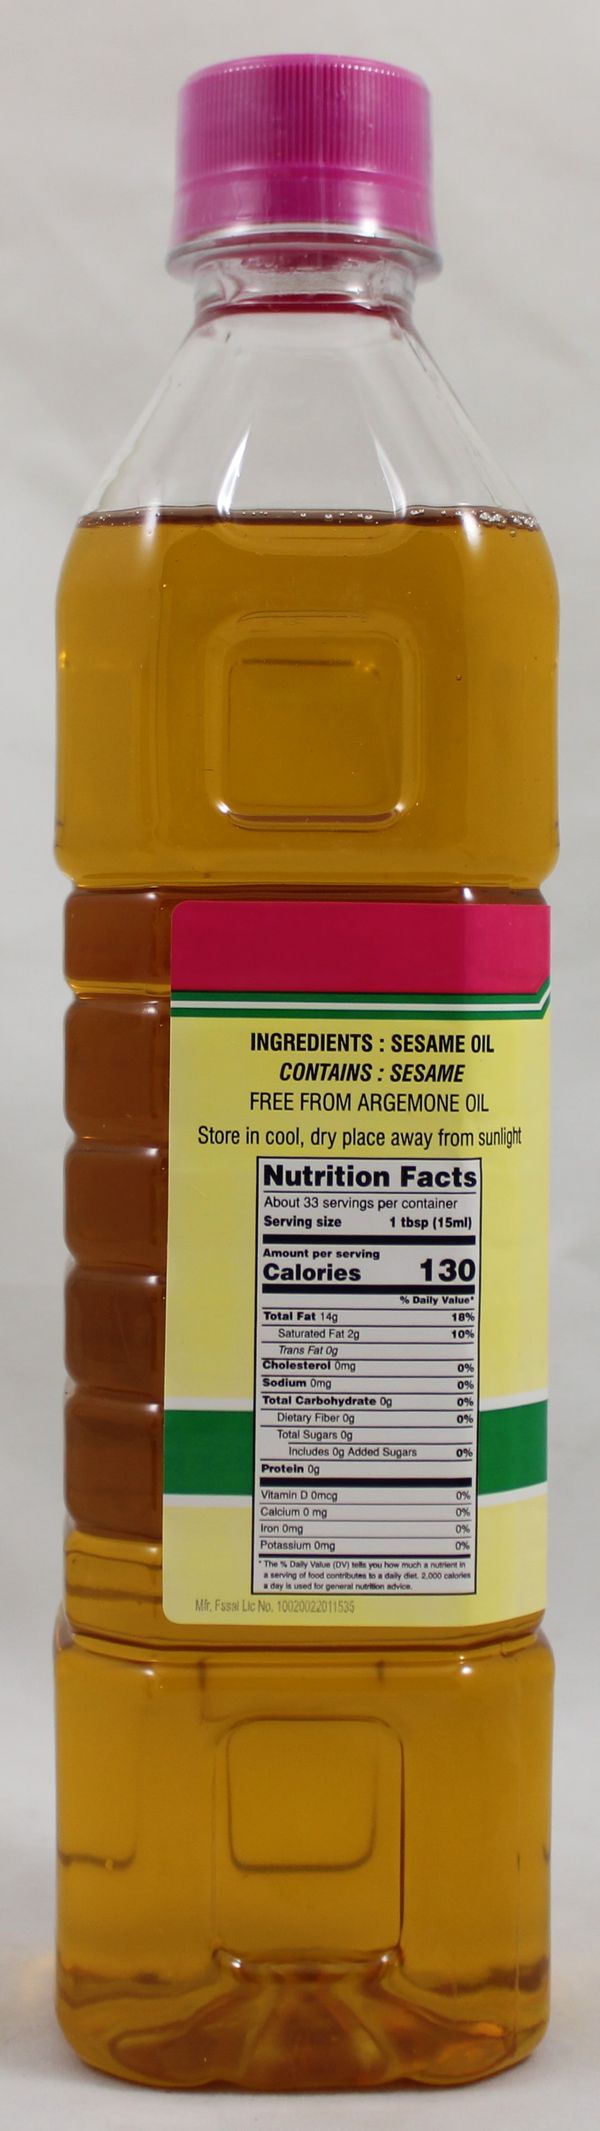 INGREDIENTS : SESAME OIL
CONTAINS : SESAME
FREE FROM ARGEMONE OIL
Store in cool, dry place away from sunlight
Nutrition Facts
About 33 servings per container
Serving size 1 tbsp (15ml)
Amount per serving
Calories 130
% Daily Value*
Total Fat 14g 18%
Saturated Fat 2g 10%
Trans Fat 0g
Cholesterol 0mg 0%
Sodium 0mg 0%
Total Carbohydrate 0g 0%
Dietary Fiber 0g 0%
Total Sugars 0g
Includes 0g Added Sugars 0%
Protein 0g
Vitamin D 0mcg 0%
Calcium 0 mg 0%
Iron 0mg 0%
Potassium 0mg 0%
* The % Daily Value (DV) tells you how much a nutrient in
a serving of food contributes to a daily diet. 2,000 calories
a day is used for general nutrition advice.
Mfr. Fssai Lic No. 10020022011535